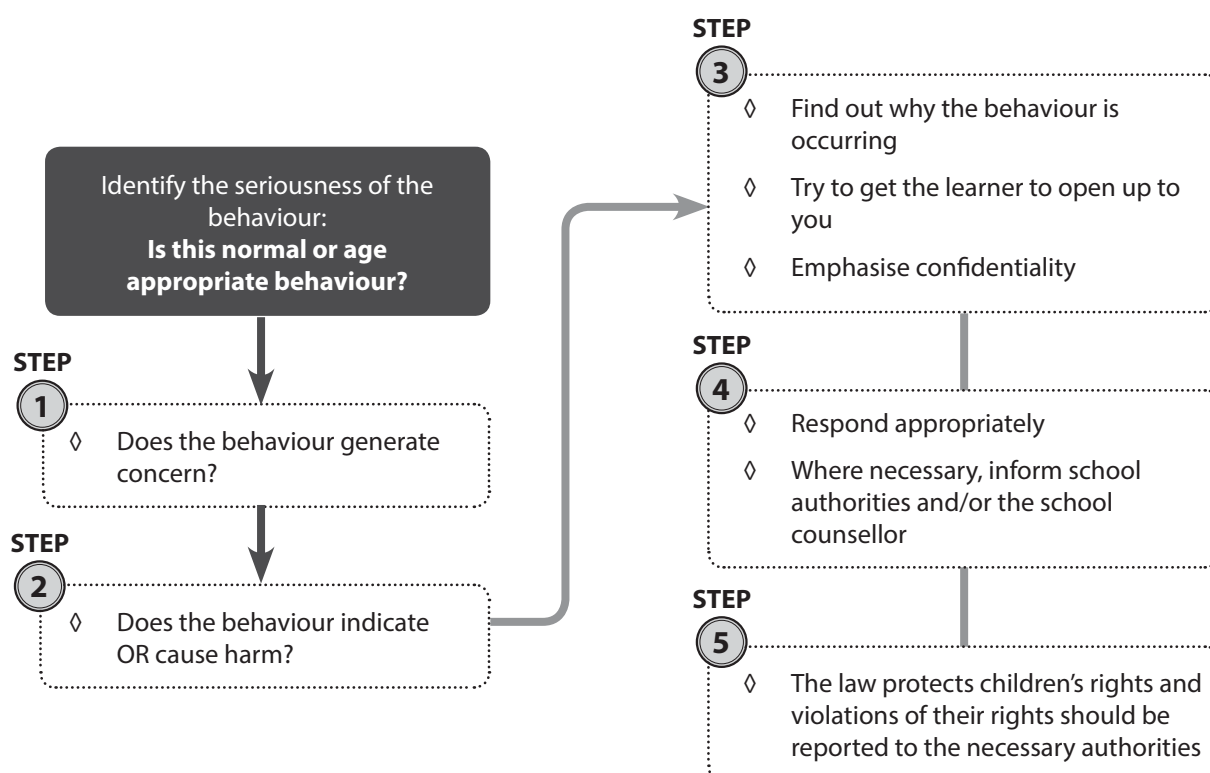 Identify the seriousness of the
behaviour:
Is this normal or age
appropriate behaviour?
STEP
1
◊ Does the behaviour generate
concern?
STEP
2
◊ Does the behaviour indicate
OR cause harm?
STEP
3
◊ Find out why the behaviour is
occurring
◊ Try to get the learner to open up to
you
◊ Emphasise confidentiality
STEP
4
◊ Respond appropriately
◊ Where necessary, inform school
authorities and/or the school
counsellor
STEP
5
◊ The law protects children’s rights and
violations of their rights should be
reported to the necessary authorities